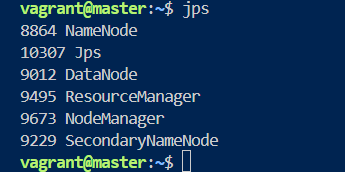 vagrant@master:~$ jps
8864 NameNode
10307 Jps
9012 DataNode
9495 ResourceManager
9673 NodeManager
9229 SecondaryNameNode
vagrant@master:~$